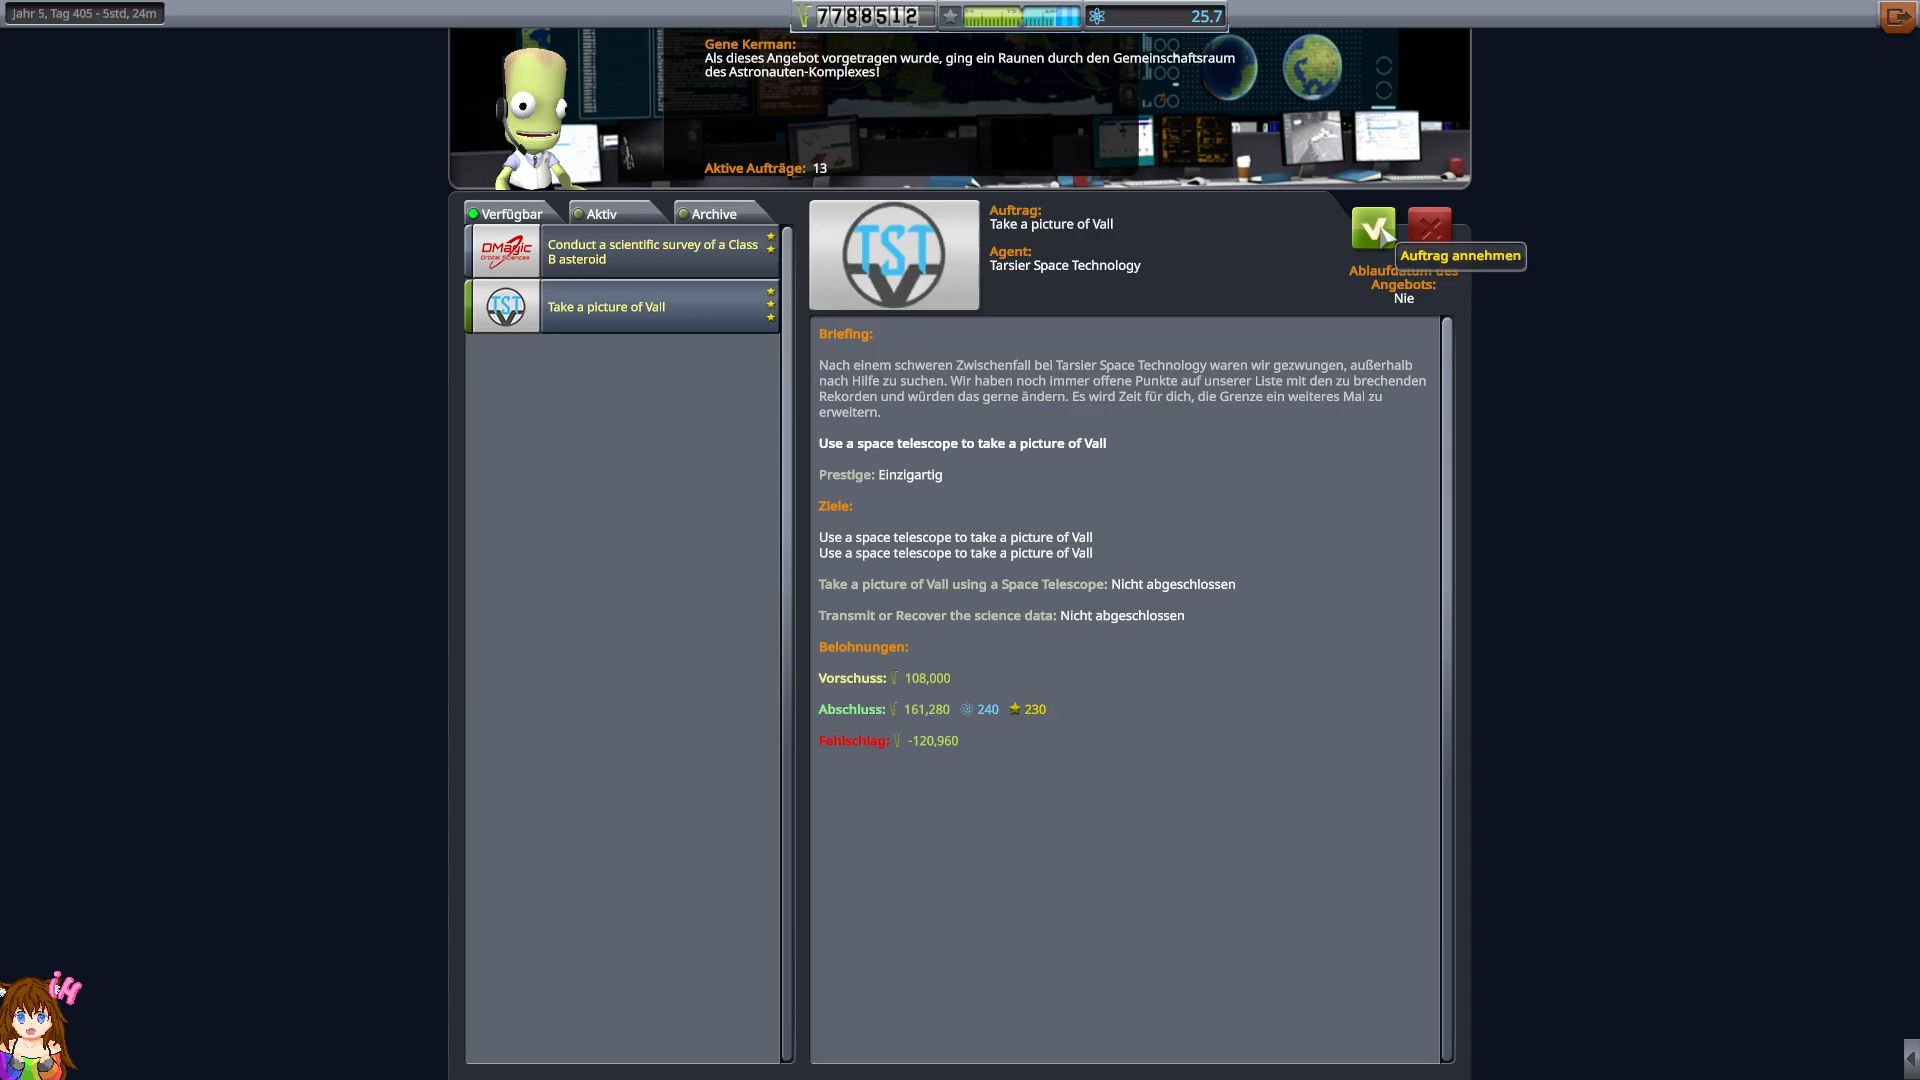 Jahr 5, Tag 405 - 5std, 24m
7788512
25.7
Gene Kerman:
Als dieses Angebot vorgetragen wurde, ging ein Raunen durch den Gemeinschaftsraum
des Astronauten-Komplexes!
Aktive Aufträge: 13
Verfügbar
Aktiv
Archive
DMagic
Orbital Sciences
Conduct a scientific survey of a Class
B asteroid
TST
Take a picture of Vall
TST
Auftrag:
Take a picture of Vall
Agent:
Tarsier Space Technology
Auftrag annehmen
Ablaufdatum des
Angebots:
Nie
Briefing:
Nach einem schweren Zwischenfall bei Tarsier Space Technology waren wir gezwungen, außerhalb
nach Hilfe zu suchen. Wir haben noch immer offene Punkte auf unserer Liste mit den zu brechenden
Rekorden und würden das gerne ändern. Es wird Zeit für dich, die Grenze ein weiteres Mal zu
erweitern.
Use a space telescope to take a picture of Vall
Prestige: Einzigartig
Ziele:
Use a space telescope to take a picture of Vall
Use a space telescope to take a picture of Vall
Take a picture of Vall using a Space Telescope: Nicht abgeschlossen
Transmit or Recover the science data: Nicht abgeschlossen
Belohnungen:
Vorschuss: 108,000
Abschluss: 161,280 240 230
Fehlschlag: -120,960